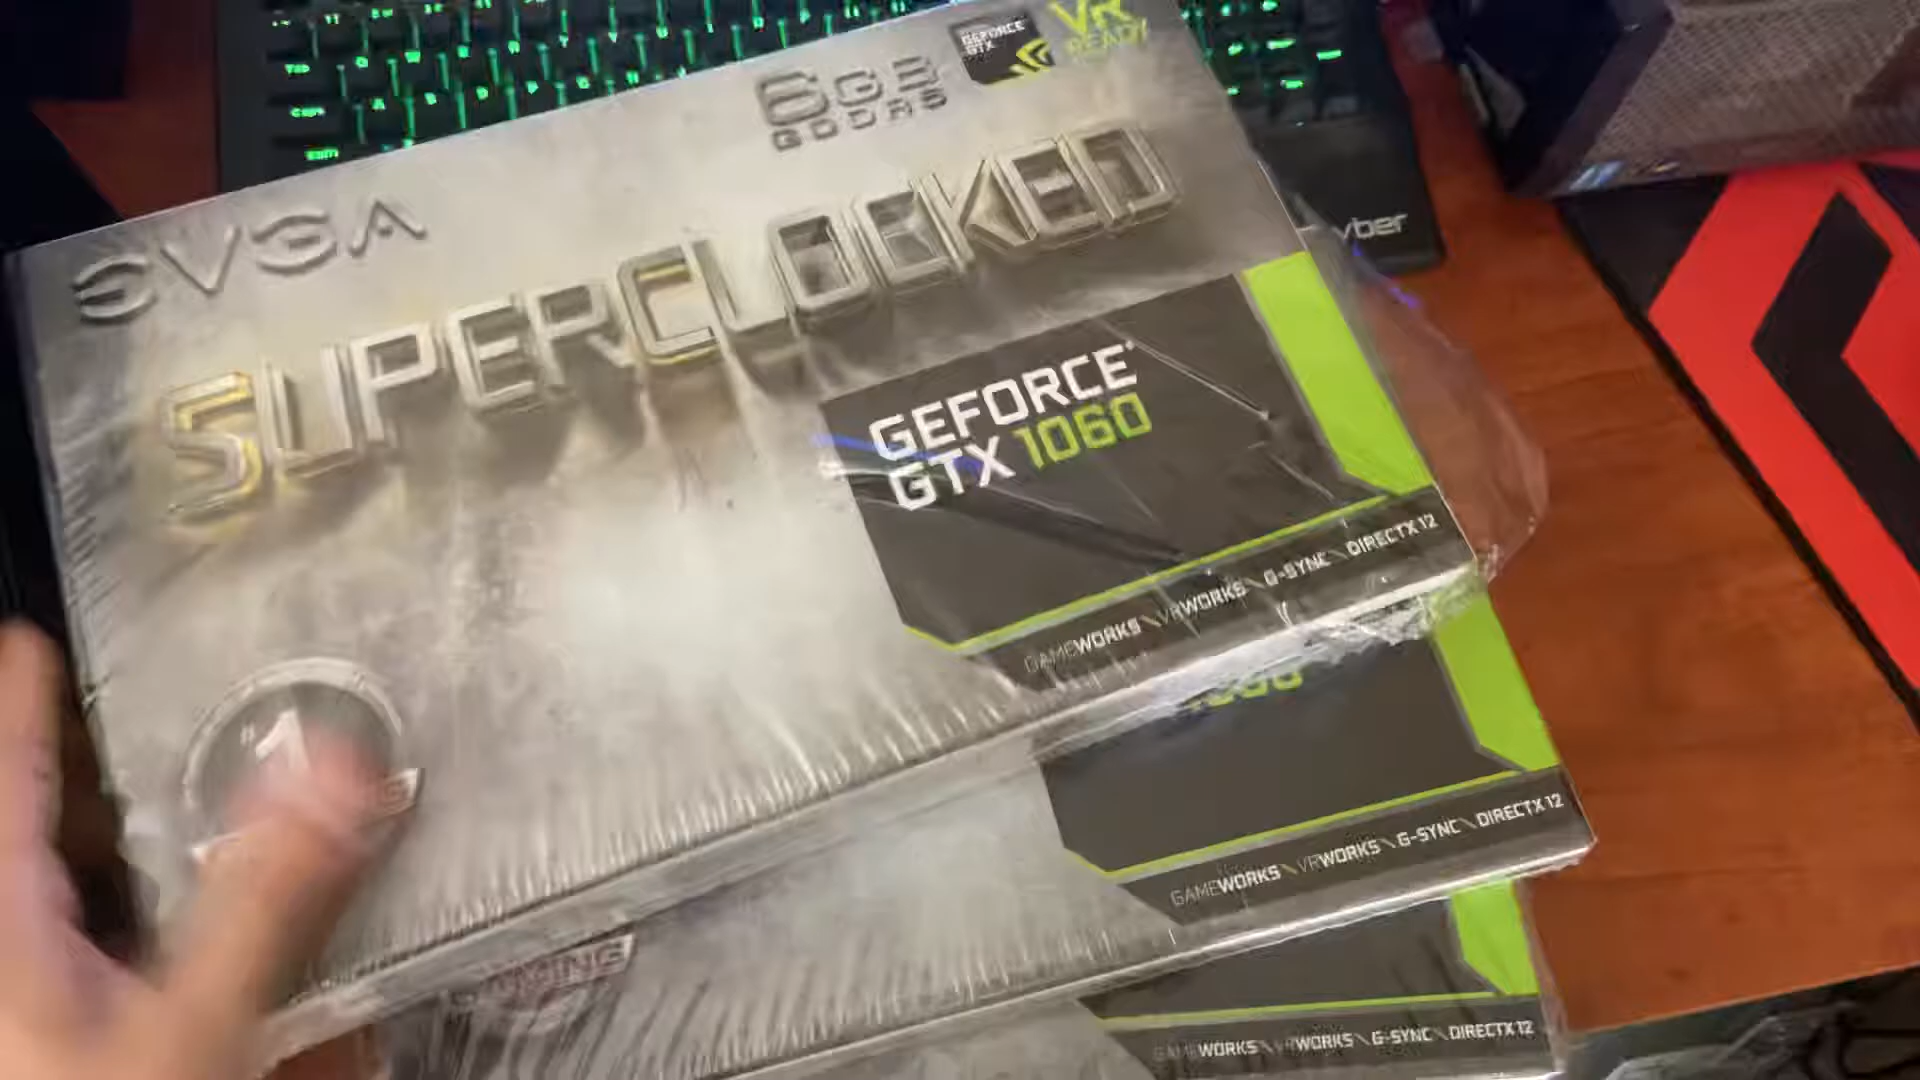 GEFORCE
GTX
VR
READY
6GB
GDDR5
EVGA
SUPERCLOCKED
GEFORCE
GTX 1060
GAMEWORKS \ VRWORKS \ G-SYNC \ DIRECTX 12
#1
GAMEWORKS \ VRWORKS \ G-SYNC \ DIRECTX 12
GAMING
GAMEWORKS \ VRWORKS \ G-SYNC \ DIRECTX 12